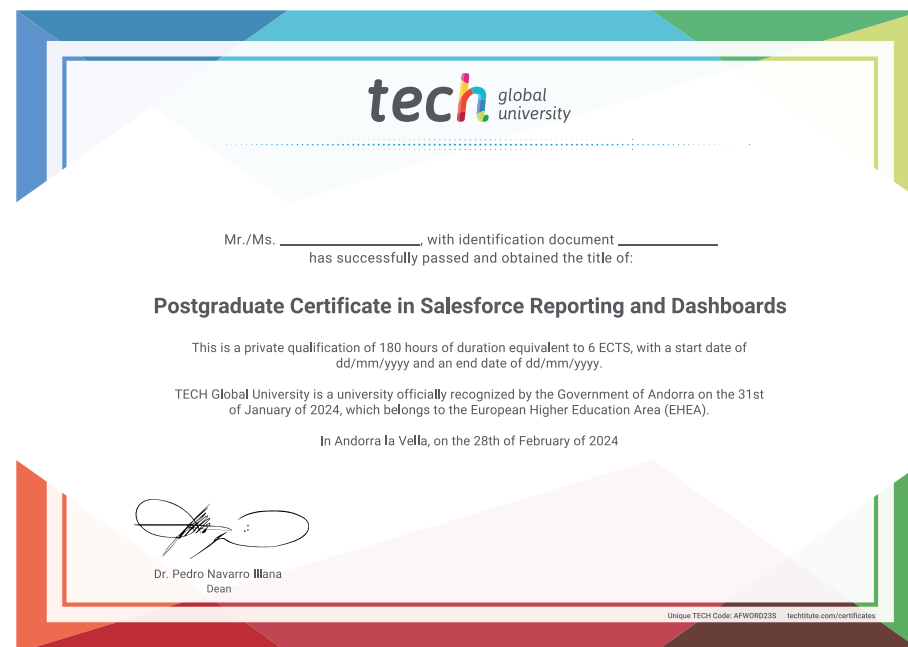 tech global university
Mr./Ms. ____________________, with identification document ______________
has successfully passed and obtained the title of:
Postgraduate Certificate in Salesforce Reporting and Dashboards
This is a private qualification of 180 hours of duration equivalent to 6 ECTS, with a start date of
dd/mm/yyyy and an end date of dd/mm/yyyy.
TECH Global University is a university officially recognized by the Government of Andorra on the 31st
of January of 2024, which belongs to the European Higher Education Area (EHEA).
In Andorra la Vella, on the 28th of February of 2024
Dr. Pedro Navarro Illana
Dean
Unique TECH Code: AFWORD23S techtitute.com/certificates